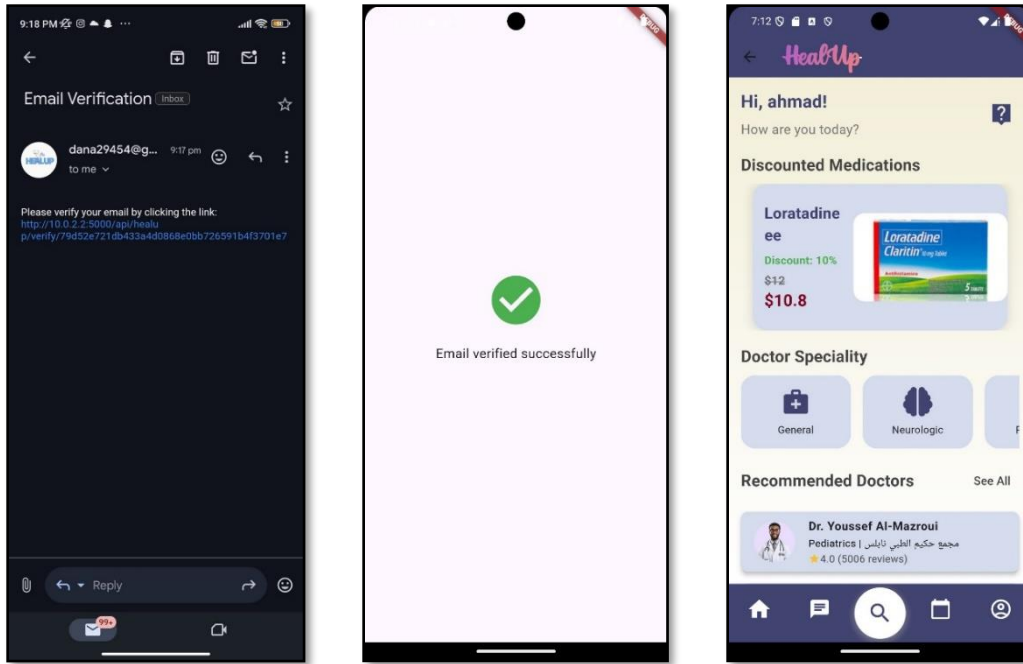 9:18 PM
Email Verification Inbox
HEALUP
dana29454@g... 9:17 pm
to me
Please verify your email by clicking the link:
http://10.0.2.2:5000/api/healu
p/verify/79d52e721db433a4d0868e0bb726591b4f3701e7
Reply
99+
Email verified successfully
7:12
HealUp
Hi, ahmad!
How are you today?
Discounted Medications
Loratadine
ee
Discount: 10%
$12
$10.8
Loratadine
Claritin
5
Doctor Speciality
General
Neurologic
Recommended Doctors See All
Dr. Youssef Al-Mazroui
Pediatrics | مجمع حكيم الطبي نابلس
4.0 (5006 reviews)